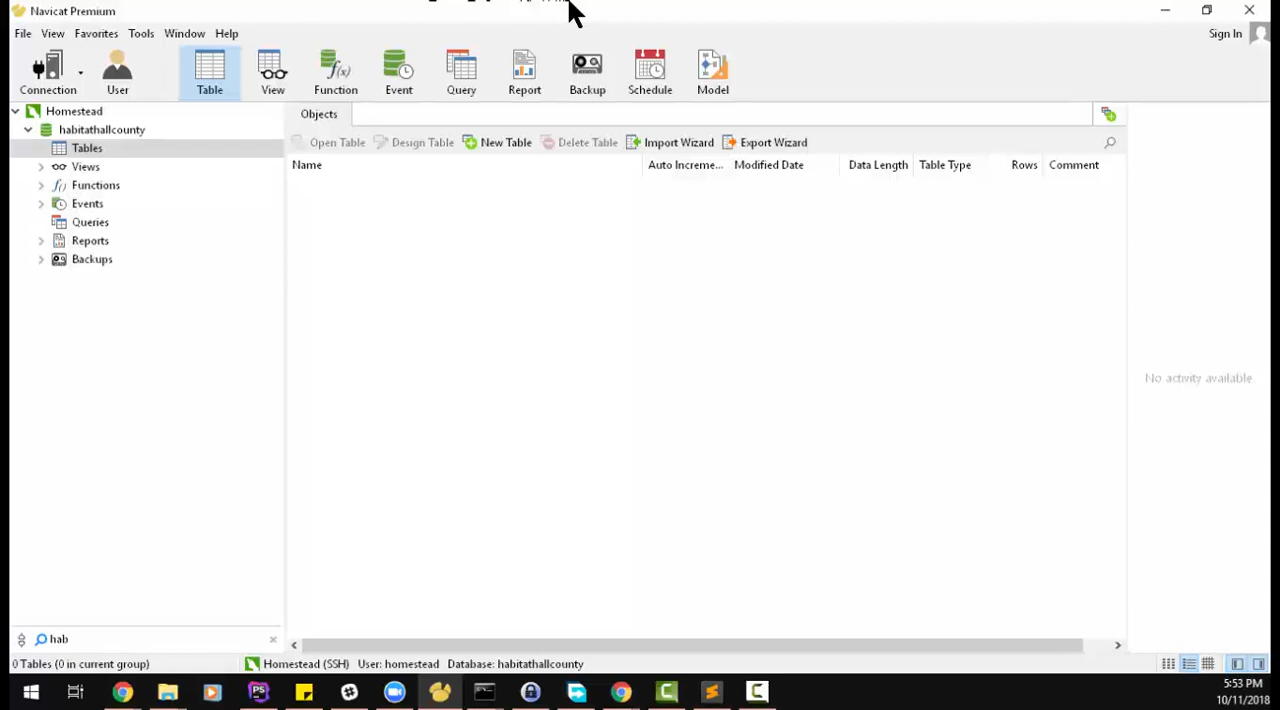 Navicat Premium
File View Favorites Tools Window Help
Sign In
Connection User Table View Function Event Query Report Backup Schedule Model
Homestead
habitathallcounty
Tables
Views
Functions
Events
Queries
Reports
Backups
Objects
Open Table Design Table New Table Delete Table Import Wizard Export Wizard
Name Auto Increme... Modified Date Data Length Table Type Rows Comment
No activity available
hab
0 Tables (0 in current group) Homestead (SSH) User: homestead Database: habitathallcounty
5:53 PM
10/11/2018